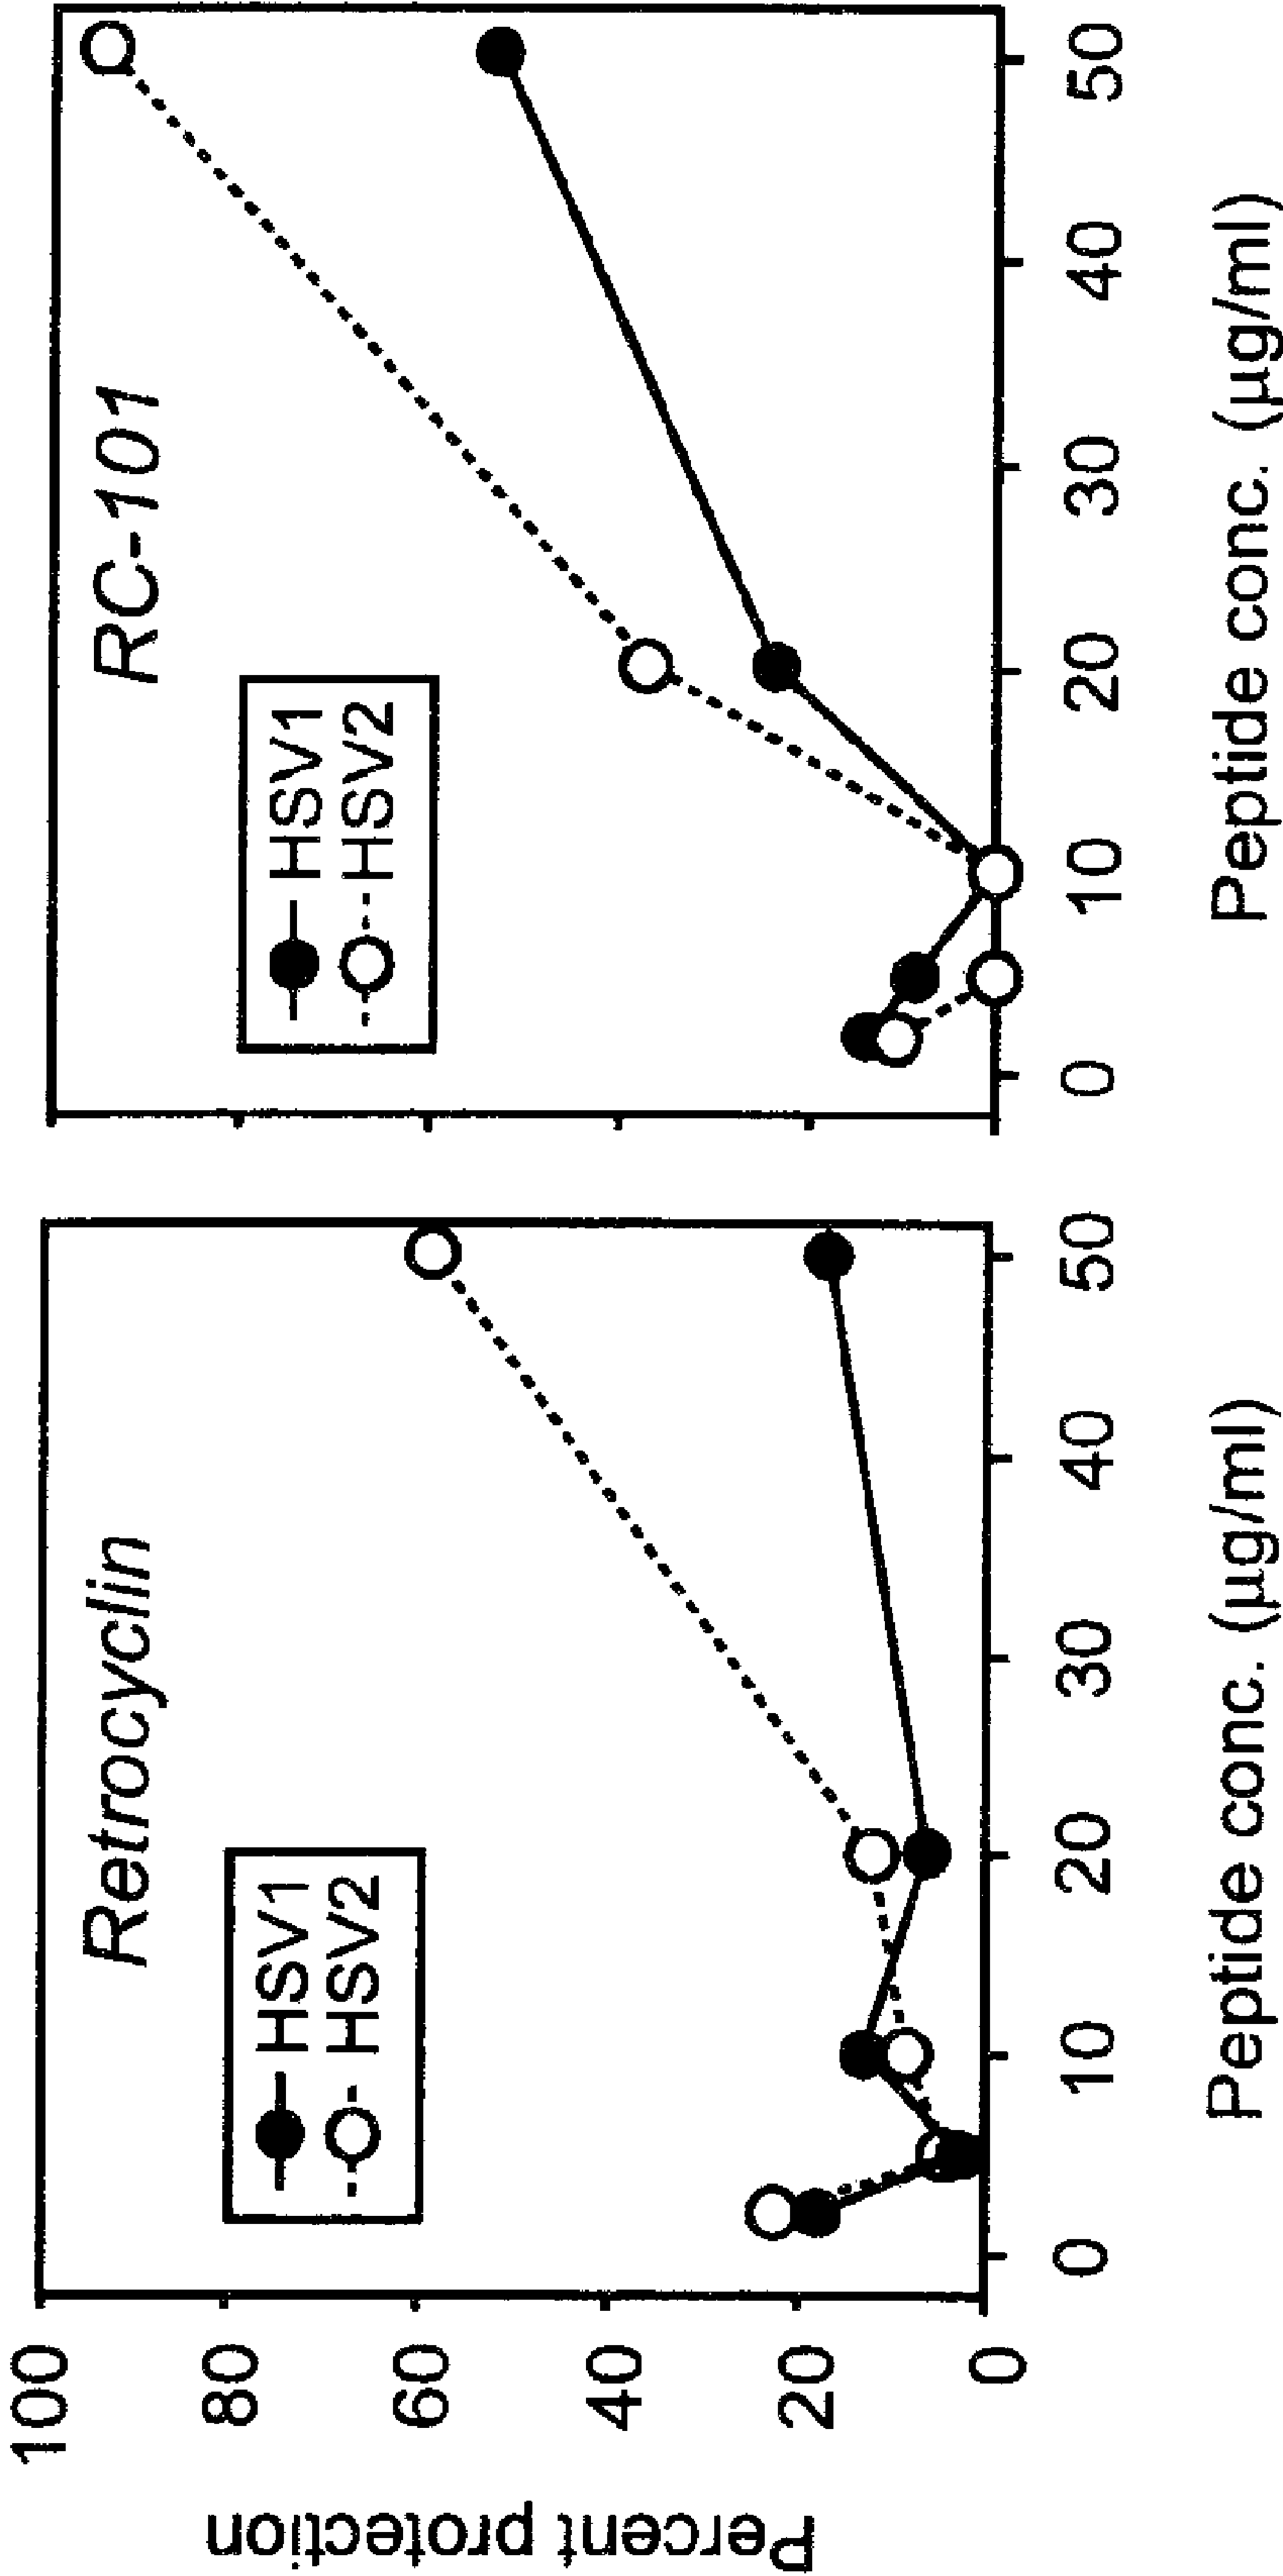 Percent protection
100
80
60
40
20
0
Retrocyclin
HSV1
HSV2
0 10 20 30 40 50
Peptide conc. (µg/ml)
RC-101
HSV1
HSV2
0 10 20 30 40 50
Peptide conc. (µg/ml)